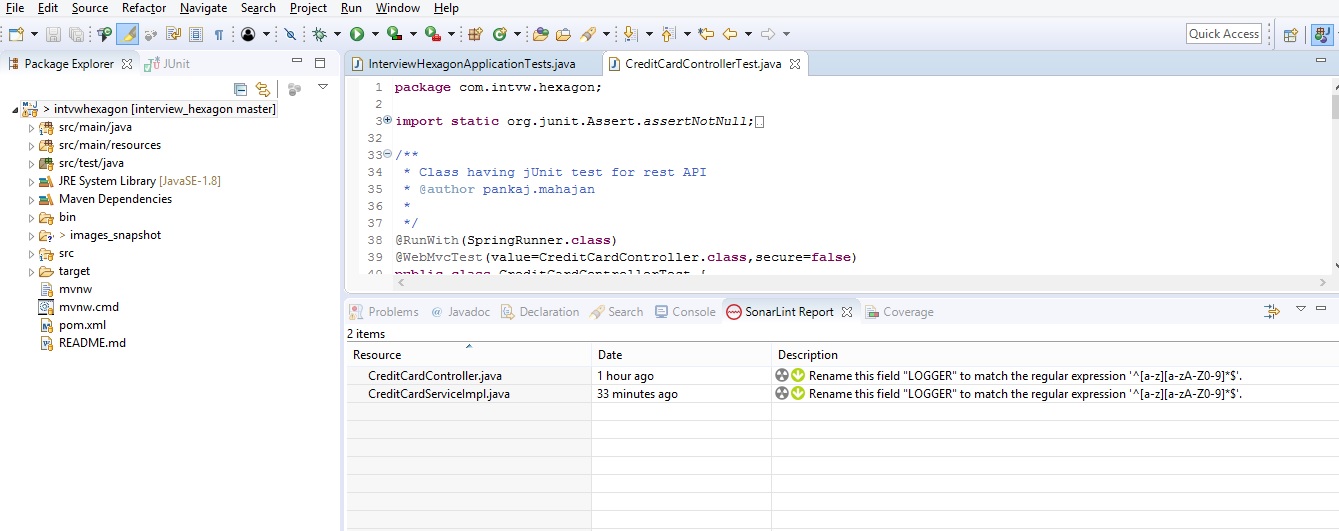 File Edit Source Refactor Navigate Search Project Run Window Help
Quick Access
Package Explorer JUnit
> intvwhexagon [interview_hexagon master]
src/main/java
src/main/resources
src/test/java
JRE System Library [JavaSE-1.8]
Maven Dependencies
bin
> images_snapshot
src
target
mvnw
mvnw.cmd
pom.xml
README.md
InterviewHexagonApplicationTests.java CreditCardControllerTest.java
1 package com.intvw.hexagon;
2
3 import static org.junit.Assert.assertNotNull;
32
33 /**
34 * Class having jUnit test for rest API
35 * @author pankaj.mahajan
36 *
37 */
38 @RunWith(SpringRunner.class)
39 @WebMvcTest(value=CreditCardController.class,secure=false)
40 public class CreditCardControllerTest {
Problems @ Javadoc Declaration Search Console SonarLint Report Coverage
2 items
Resource Date Description
CreditCardController.java 1 hour ago Rename this field "LOGGER" to match the regular expression '^[a-z][a-zA-Z0-9]*$'.
CreditCardServiceImpl.java 33 minutes ago Rename this field "LOGGER" to match the regular expression '^[a-z][a-zA-Z0-9]*$'.